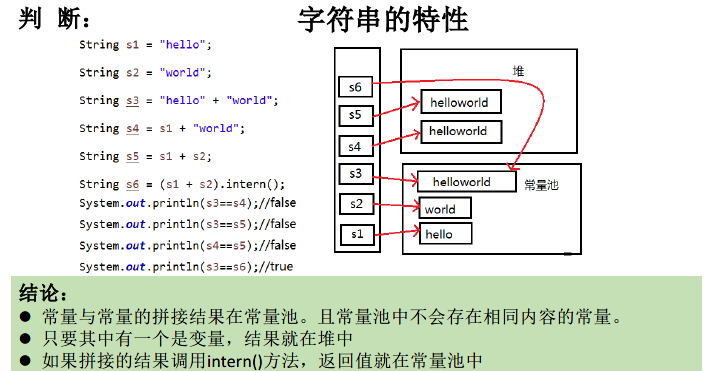 判 断：
字符串的特性
String s1 = "hello";
String s2 = "world";
String s3 = "hello" + "world";
String s4 = s1 + "world";
String s5 = s1 + s2;
String s6 = (s1 + s2).intern();
System.out.println(s3==s4);//false
System.out.println(s3==s5);//false
System.out.println(s4==s5);//false
System.out.println(s3==s6);//true
s6
s5
s4
s3
s2
s1
堆
helloworld
helloworld
helloworld
常量池
world
hello
结论：
● 常量与常量的拼接结果在常量池。且常量池中不会存在相同内容的常量。
● 只要其中有一个是变量，结果就在堆中
● 如果拼接的结果调用intern()方法，返回值就在常量池中